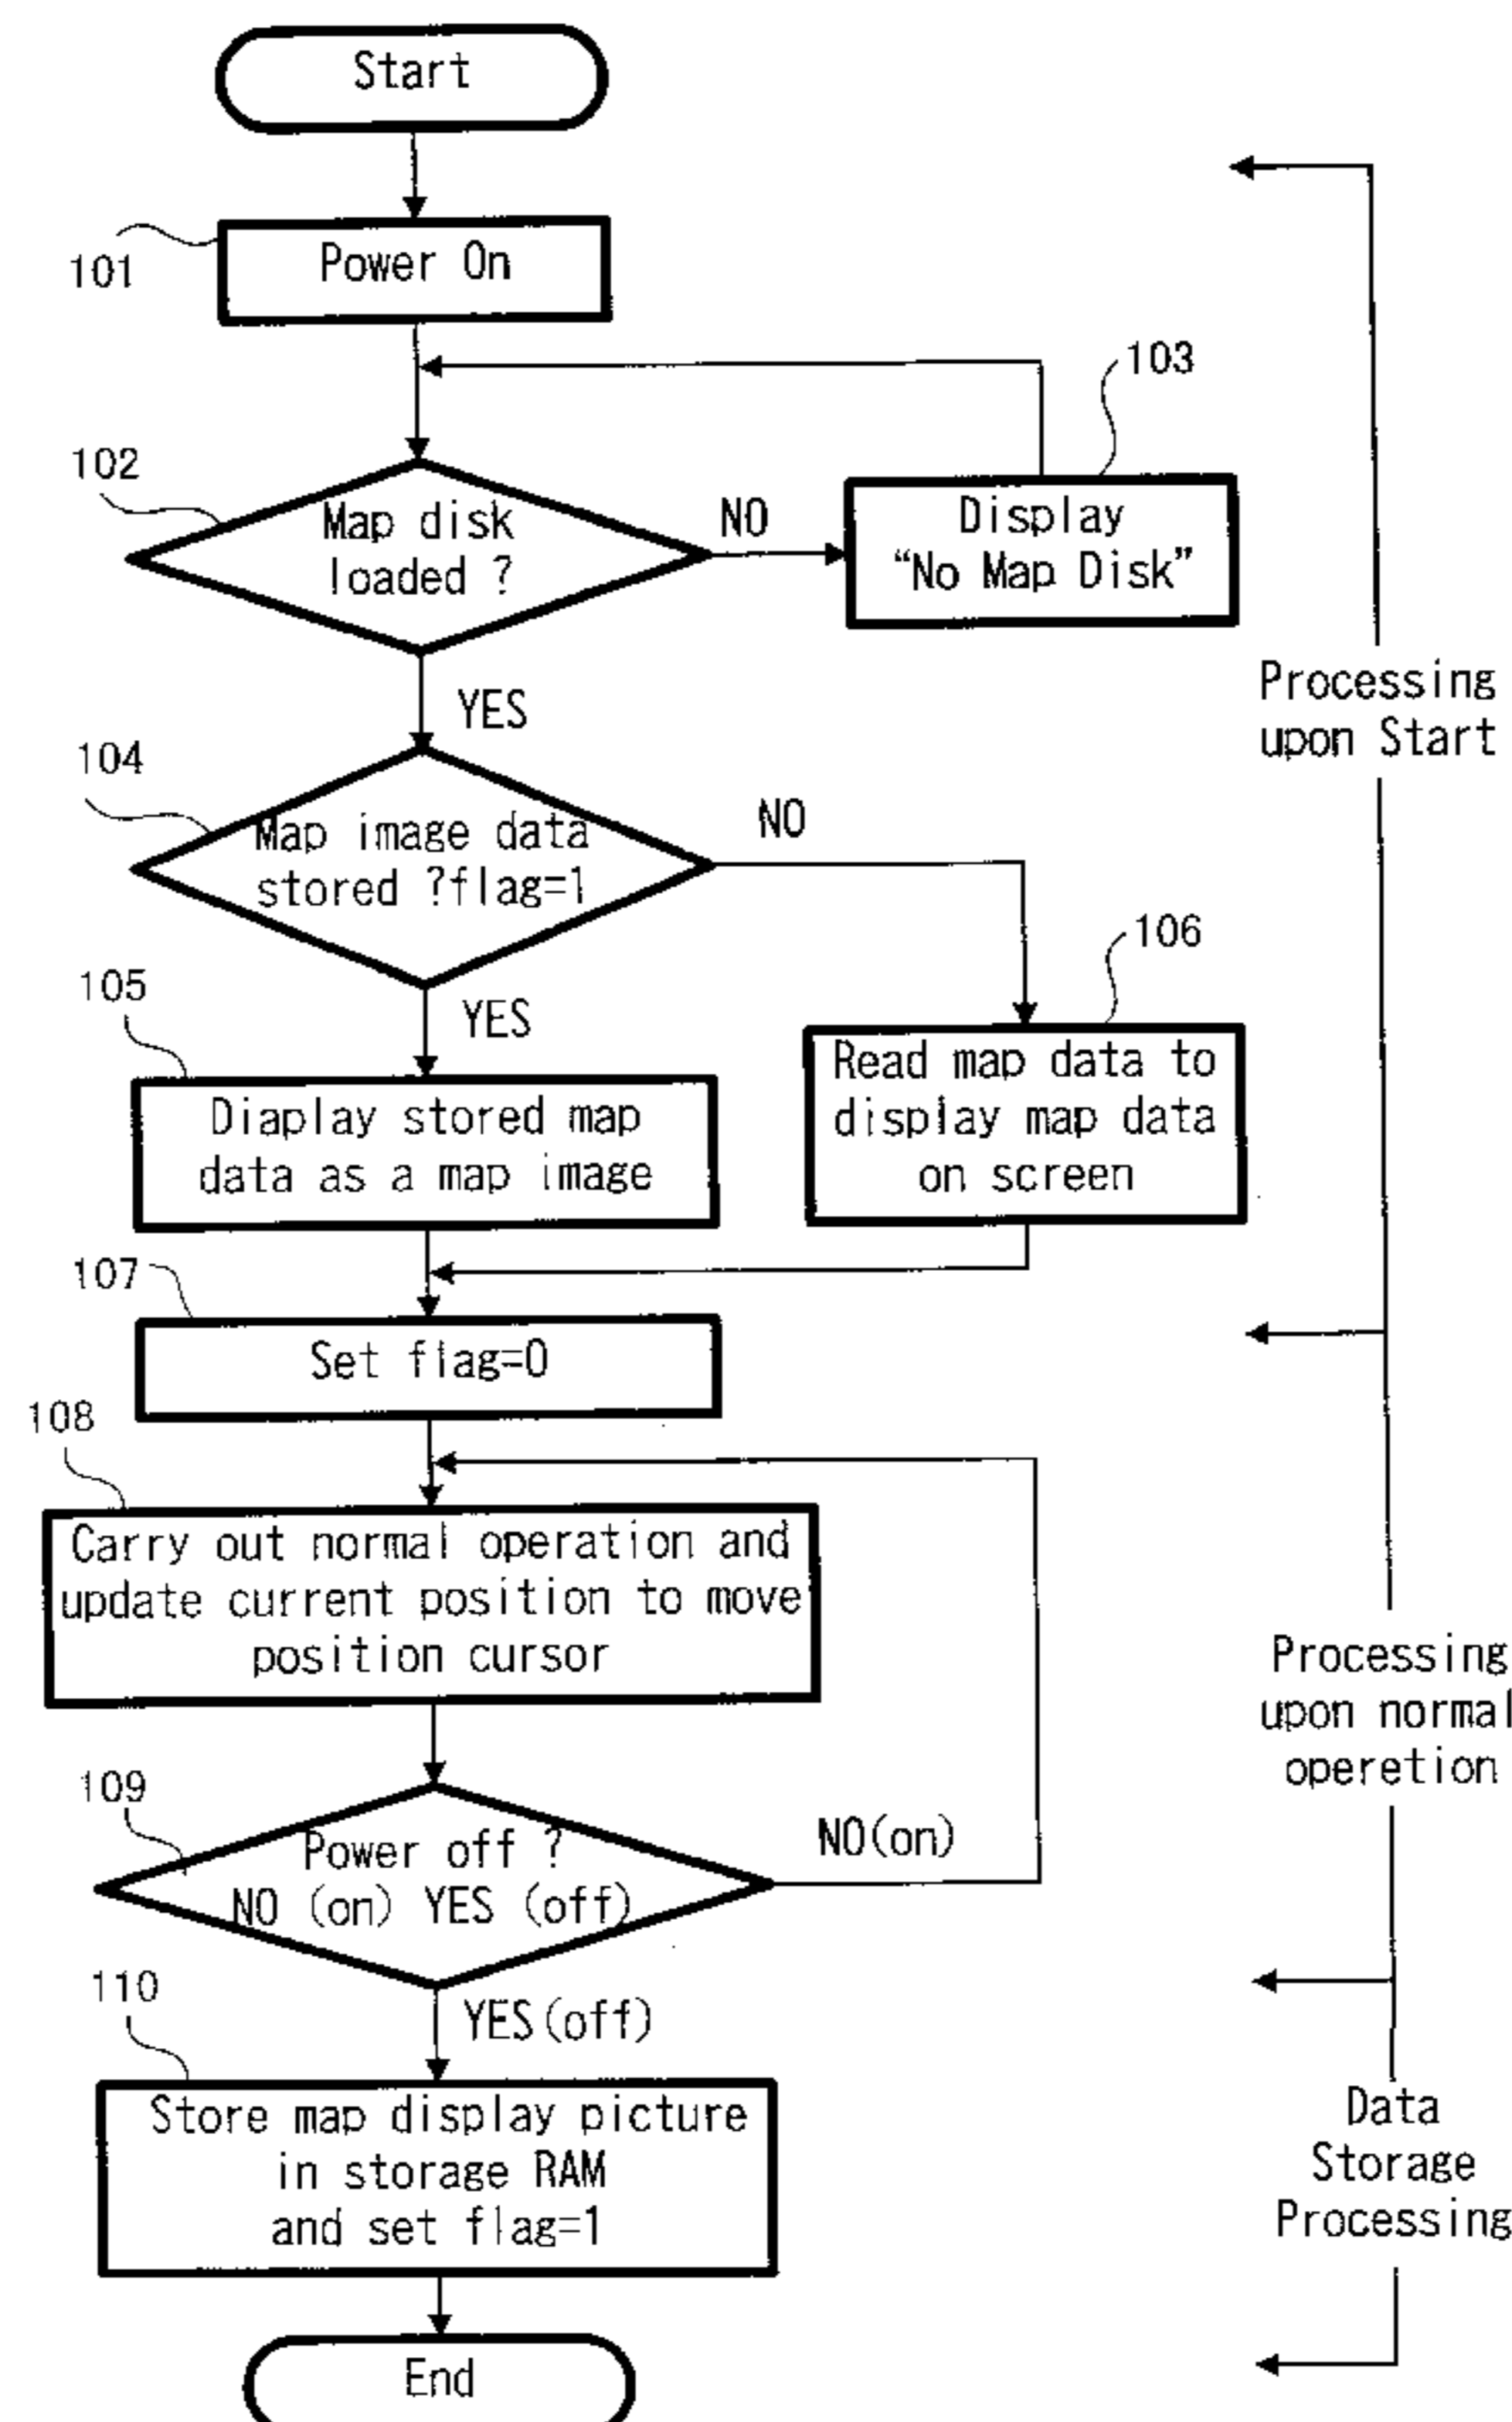 Start
101
Power On
103
102
Map disk
loaded ?
NO
Display
“No Map Disk”
YES
Processing
upon Start
104
Map image data
stored ?flag=1
NO
106
105
YES
Diaplay stored map
data as a map image
Read map data to
display map data
on screen
107
Set flag=0
108
Carry out normal operation and
update current position to move
position cursor
Processing
upon normal
operetion
109
Power off ?
NO (on) YES (off)
NO(on)
110
YES(off)
Store map display picture
in storage RAM
and set flag=1
Data
Storage
Processing
End